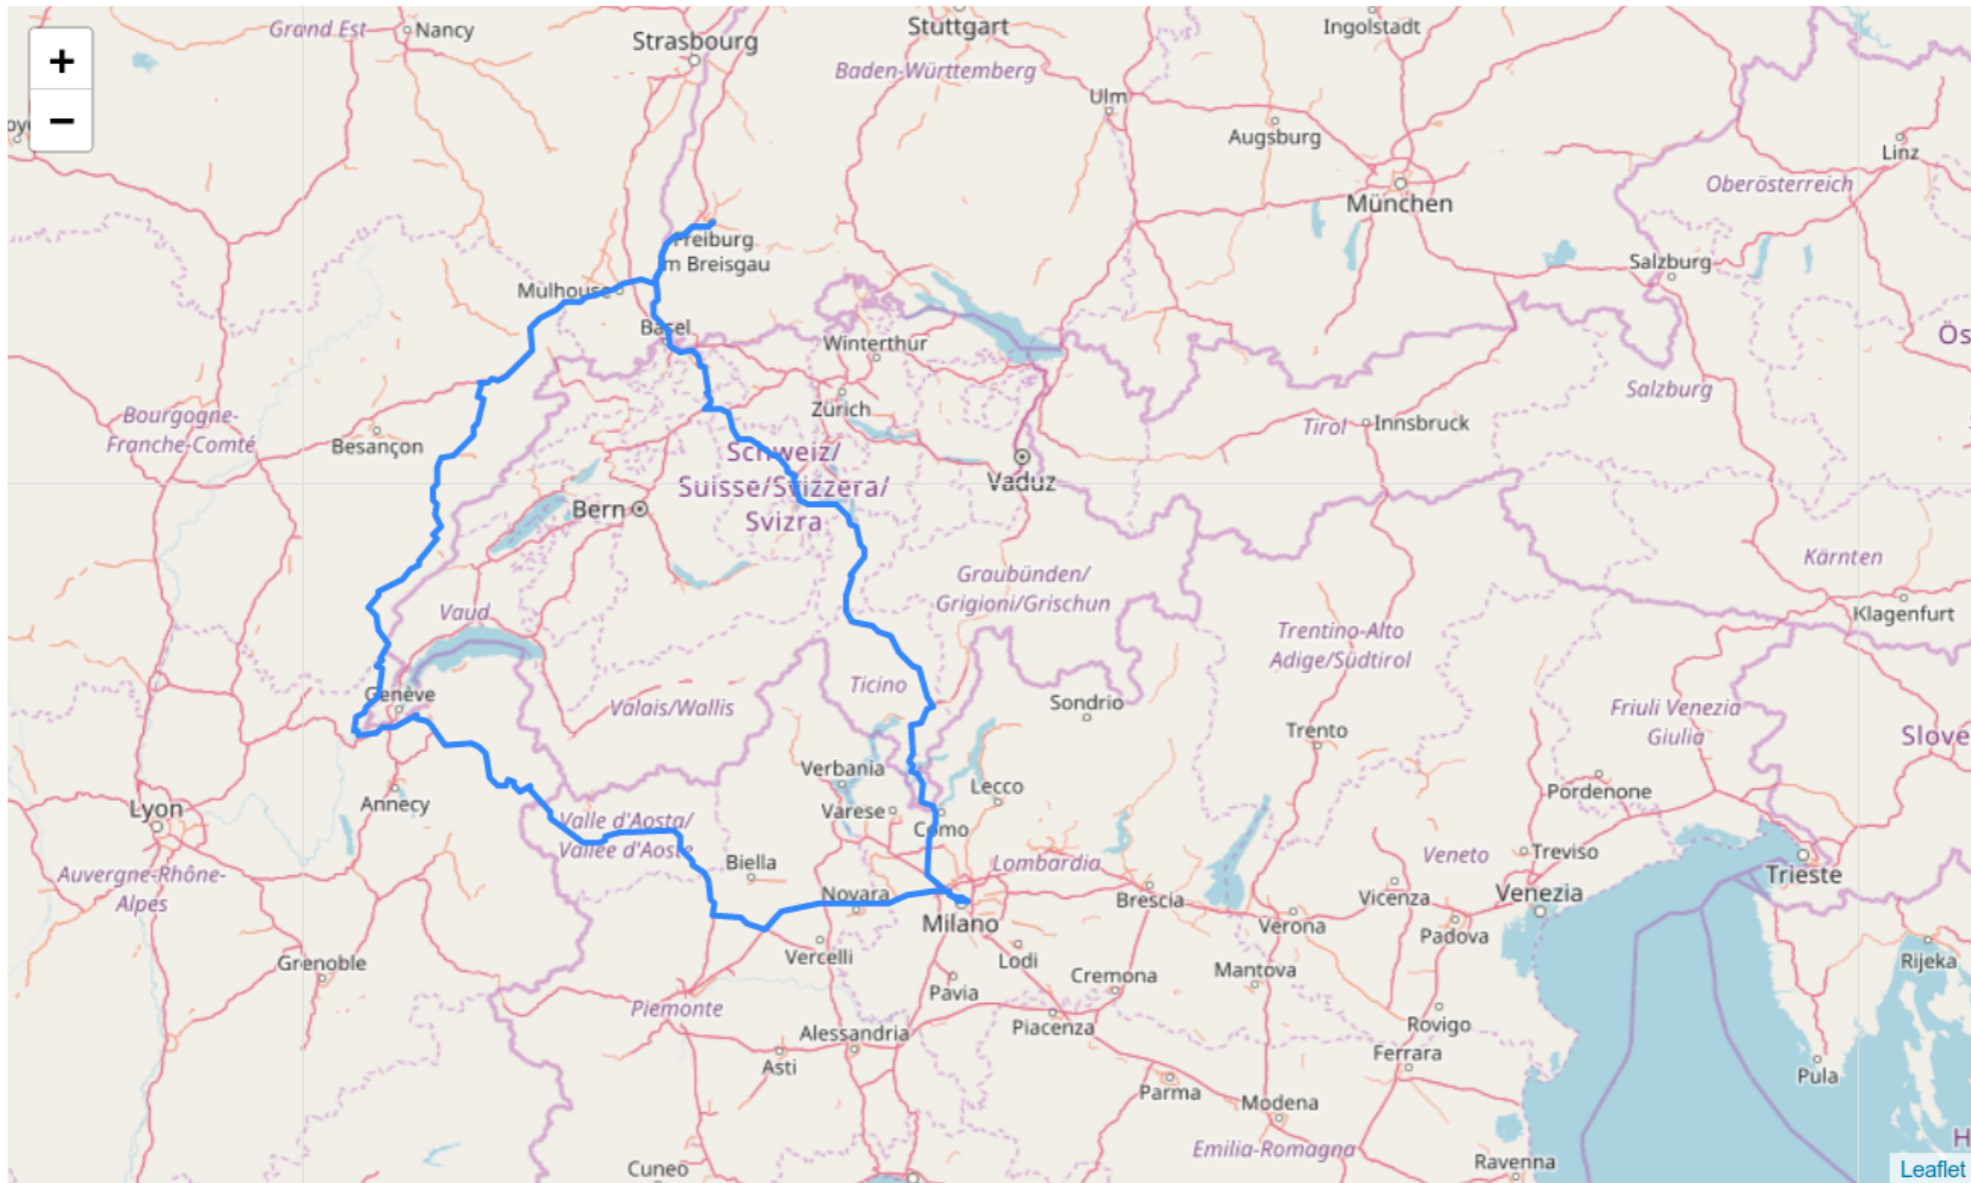 Grand Est
Nancy
Strasbourg
Stuttgart
Ingolstadt
+
−
Baden-Württemberg
Ulm
Augsburg
Linz
München
Oberösterreich
Freiburg
im Breisgau
Salzburg
Mulhouse
Basel
Winterthur
Zürich
Salzburg
Innsbruck
Tirol
Bourgogne-
Franche-Comté
Besançon
Schweiz/
Suisse/Svizzera/
Svizra
Vaduz
Bern
Kärnten
Klagenfurt
Graubünden/
Grigioni/Grischun
Vaud
Trentino-Alto
Adige/Südtirol
Genève
Valais/Wallis
Ticino
Sondrio
Trento
Friuli Venezia
Giulia
Slove
Verbania
Lecco
Pordenone
Annecy
Varese
Como
Lyon
Valle d'Aosta/
Vallée d'Aoste
Biella
Lombardia
Veneto
Treviso
Trieste
Auvergne-Rhône-
Alpes
Novara
Milano
Brescia
Vicenza
Venezia
Verona
Padova
Grenoble
Vercelli
Lodi
Cremona
Mantova
Rijeka
Pavia
Piemonte
Alessandria
Piacenza
Rovigo
Ferrara
Asti
Parma
Modena
Pula
Emilia-Romagna
Cuneo
Ravenna
Leaflet